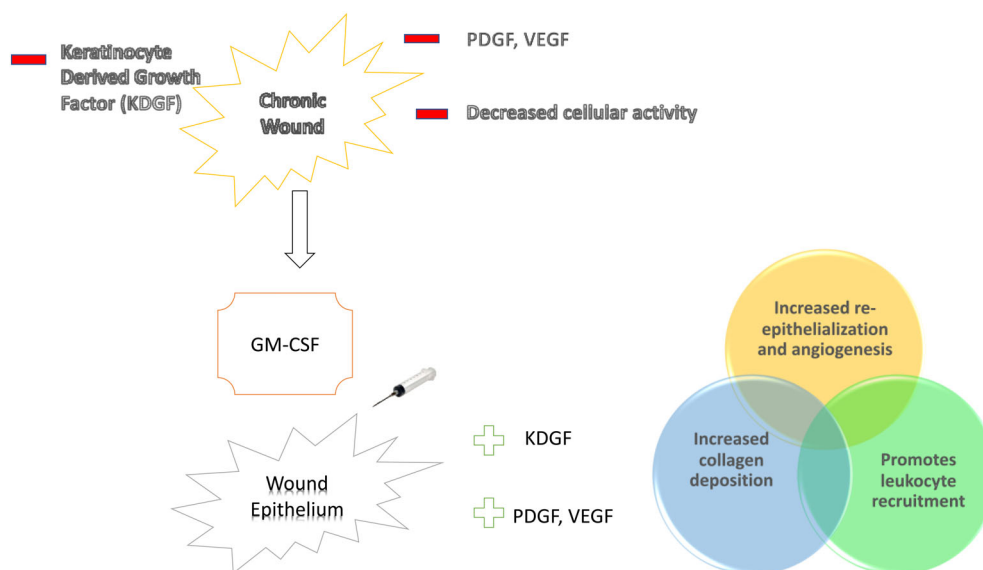 Keratinocyte
Derived Growth
Factor (KDGF)
Chronic
Wound
PDGF, VEGF
Decreased cellular activity
GM-CSF
Wound
Epithelium
KDGF
PDGF, VEGF
Increased re-
epithelialization
and angiogenesis
Increased
collagen
deposition
Promotes
leukocyte
recruitment